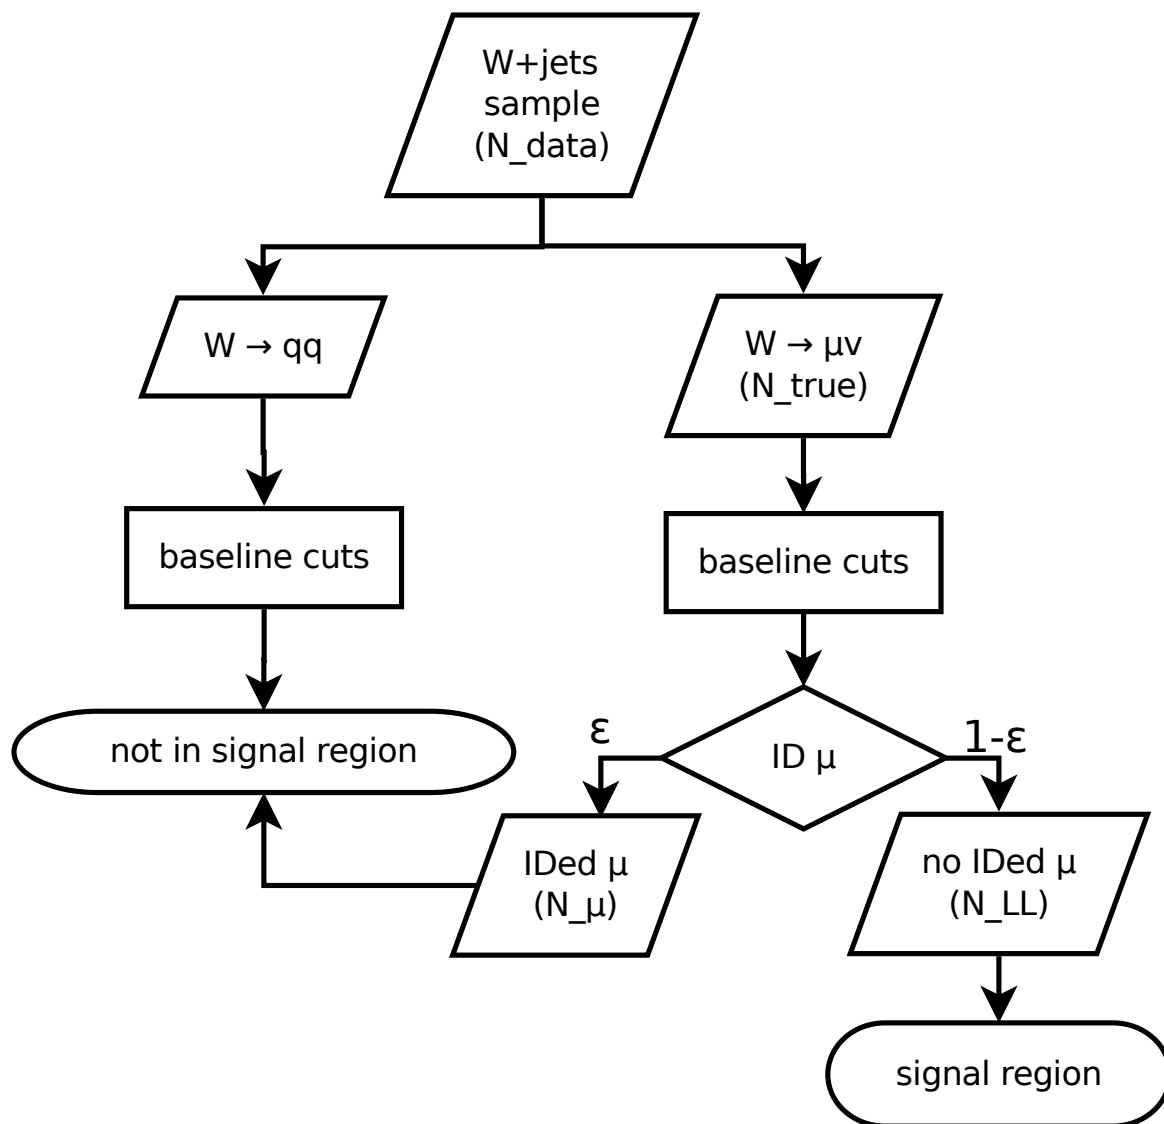 W+jets
sample
(N_data)
W → qq
W → μv
(N_true)
baseline cuts
baseline cuts
not in signal region
ε
ID μ
1-ε
IDed μ
(N_μ)
no IDed μ
(N_LL)
signal region